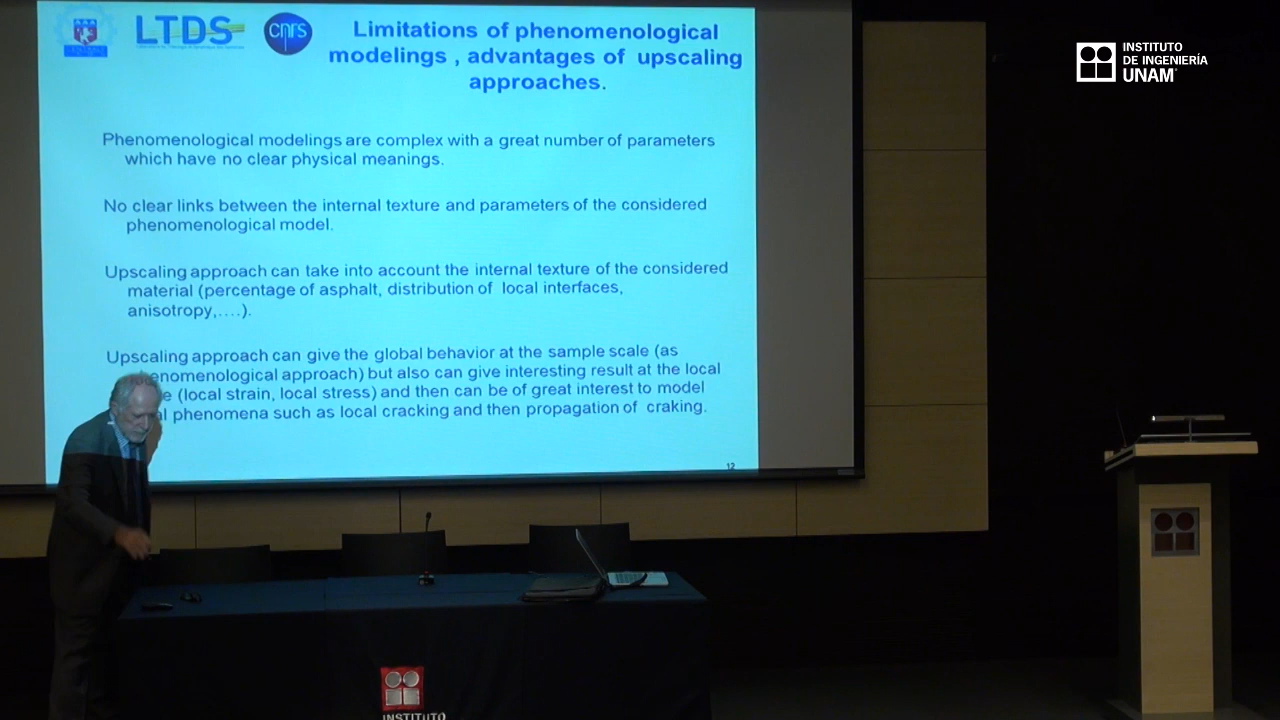 LTDS
cnrs
Limitations of phenomenological
modelings , advantages of upscaling
approaches.
Phenomenological modelings are complex with a great number of parameters
which have no clear physical meanings.
No clear links between the internal texture and parameters of the considered
phenomenological model.
Upscaling approach can take into account the internal texture of the considered
material (percentage of asphalt, distribution of local interfaces,
anisotropy,....).
Upscaling approach can give the global behavior at the sample scale (as
enomenological approach) but also can give interesting result at the local
e (local strain, local stress) and then can be of great interest to model
al phenomena such as local cracking and then propagation of craking.
12
INSTITUTO
DE INGENIERÍA
UNAM
INSTITUTO